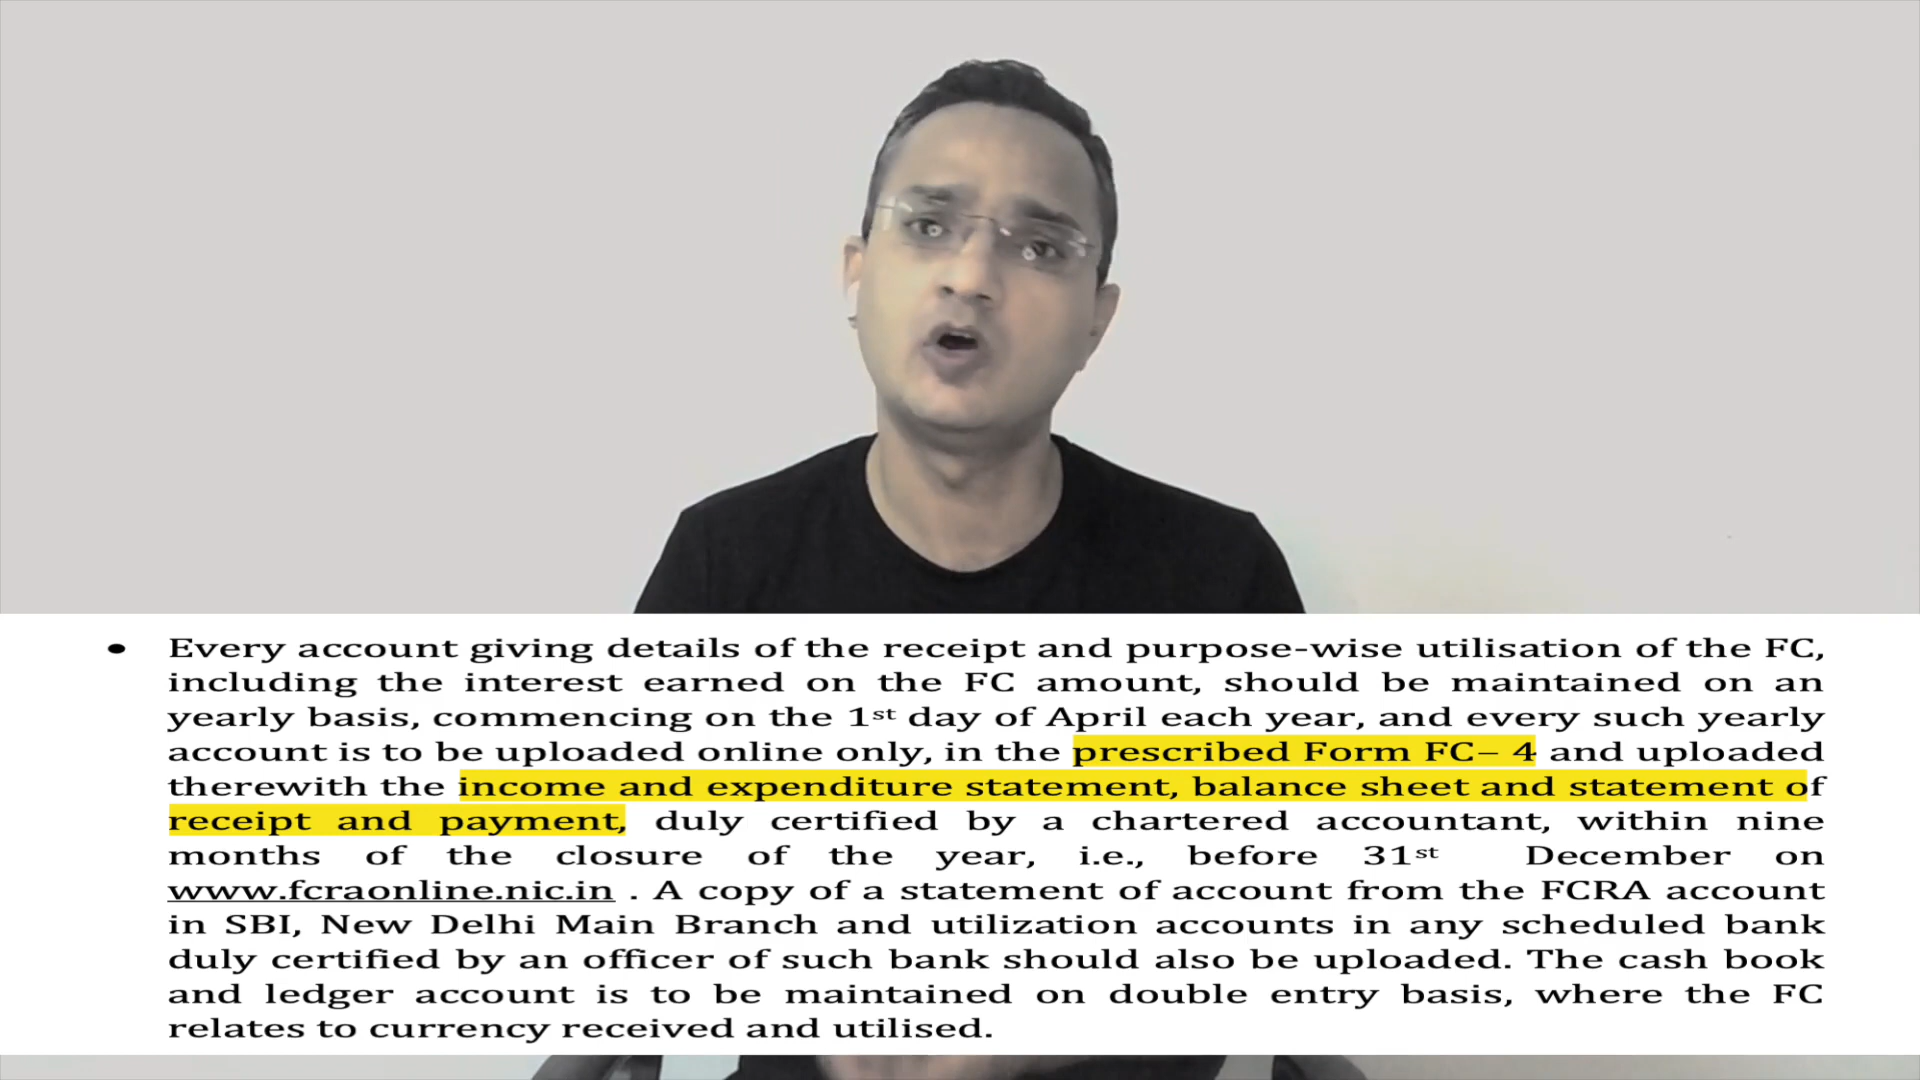 • Every account giving details of the receipt and purpose-wise utilisation of the FC,
including the interest earned on the FC amount, should be maintained on an
yearly basis, commencing on the 1st day of April each year, and every such yearly
account is to be uploaded online only, in the prescribed Form FC– 4 and uploaded
therewith the income and expenditure statement, balance sheet and statement of
receipt and payment, duly certified by a chartered accountant, within nine
months of the closure of the year, i.e., before 31st December on
www.fcraonline.nic.in . A copy of a statement of account from the FCRA account
in SBI, New Delhi Main Branch and utilization accounts in any scheduled bank
duly certified by an officer of such bank should also be uploaded. The cash book
and ledger account is to be maintained on double entry basis, where the FC
relates to currency received and utilised.